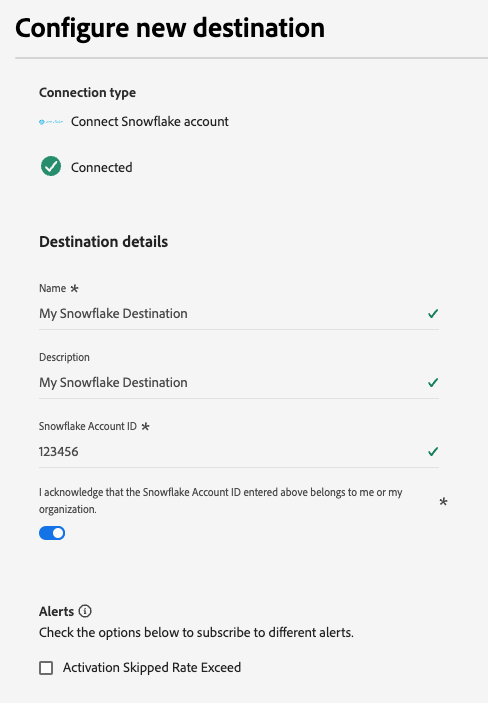 Configure new destination
Connection type
Connect Snowflake account
Connected
Destination details
Name *
My Snowflake Destination
Description
My Snowflake Destination
Snowflake Account ID *
123456
I acknowledge that the Snowflake Account ID entered above belongs to me or my
organization. *
Alerts
Check the options below to subscribe to different alerts.
Activation Skipped Rate Exceed